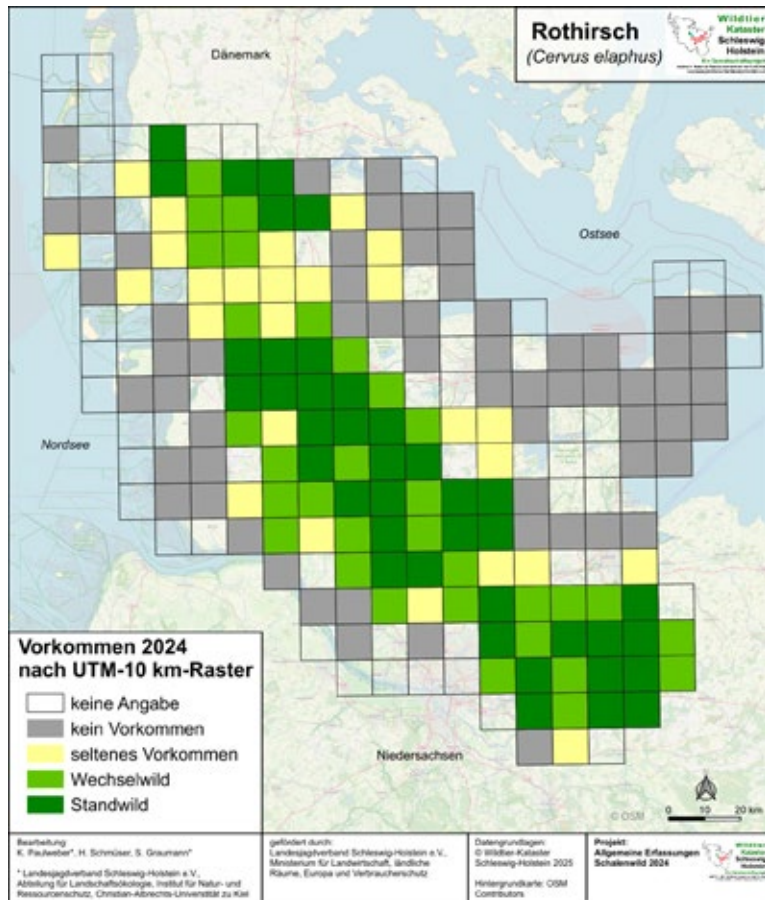 Rothirsch
(Cervus elaphus)
Wildtier
Kataster
Schleswig
Holstein
Dänemark
Ostsee
Nordsee
Niedersachsen
Vorkommen 2024
nach UTM-10 km-Raster
keine Angabe
kein Vorkommen
seltenes Vorkommen
Wechselwild
Standwild
© OSM
0 10 20 km
Bearbeitung:
K. Paulweber*, H. Schmüser, S. Graumann*
* Landesjagdverband Schleswig-Holstein e.V.,
Abteilung für Landschaftsökologie, Institut für Natur- und
Ressourcenschutz, Christian-Albrechts-Universität zu Kiel
gefördert durch:
Landesjagdverband Schleswig-Holstein e.V.,
Ministerium für Landwirtschaft, ländliche
Räume, Europa und Verbraucherschutz
Datengrundlagen:
© Wildtier-Kataster
Schleswig-Holstein 2025
Hintergrundkarte: OSM
Contributors
Projekt:
Allgemeine Erfassungen
Schalenwild 2024
Wildtier
Kataster
Schleswig
Holstein